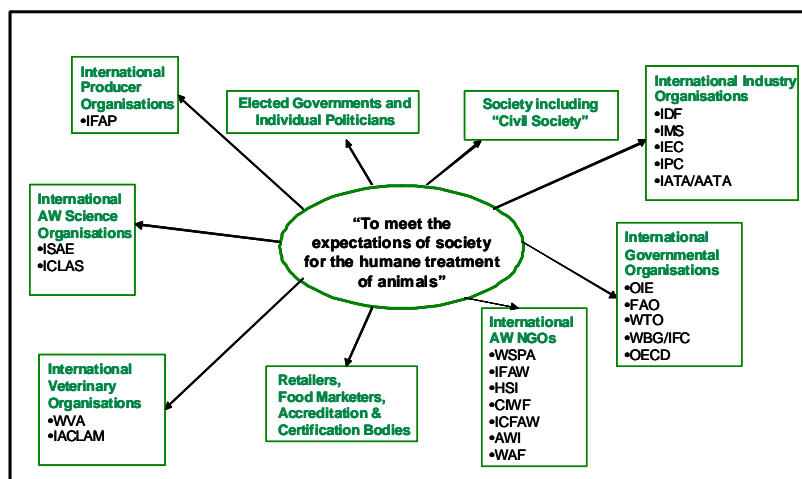 International
Producer
Organisations
•IFAP
Elected Governments and
Individual Politicians
Society including
“Civil Society”
International Industry
Organisations
•IDF
•IMS
•IEC
•IPC
•IATA/AATA
International
AW Science
Organisations
•ISAE
•ICLAS
“To meet the
expectations of society
for the humane treatment
of animals”
International
Governmental
Organisations
•OIE
•FAO
•WTO
•WBG/IFC
•OECD
International
Veterinary
Organisations
•WVA
•IACLAM
Retailers,
Food Marketers,
Accreditation &
Certification Bodies
International
AW NGOs
•WSPA
•IFAW
•HSI
•CIWF
•ICFAW
•AWI
•WAF